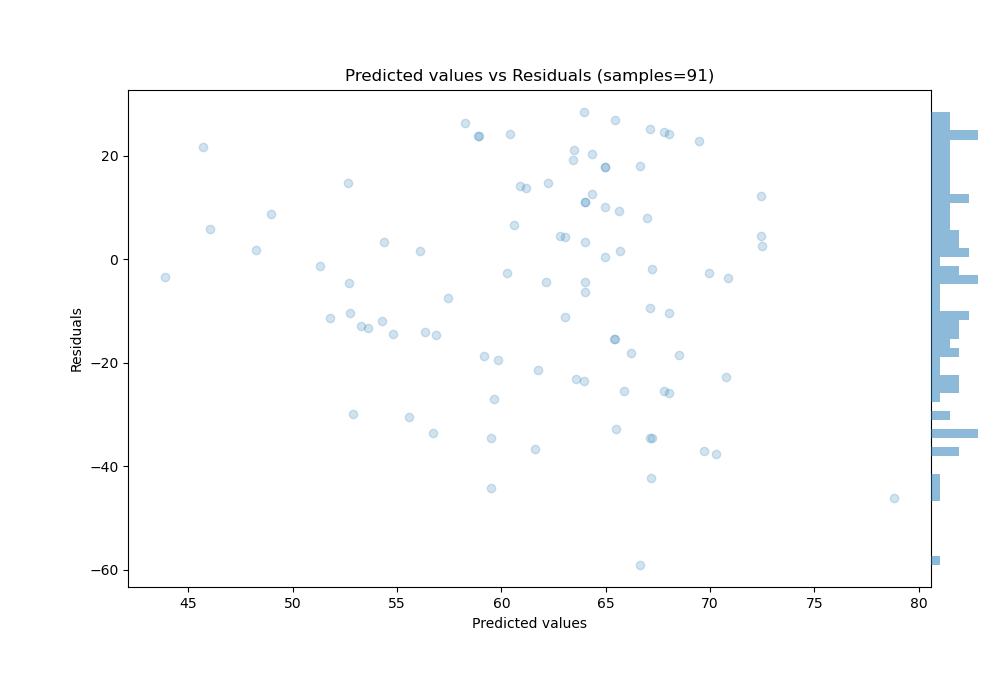 Predicted values vs Residuals (samples=91)
20
0
−20
−40
−60
Residuals
45 50 55 60 65 70 75 80
Predicted values